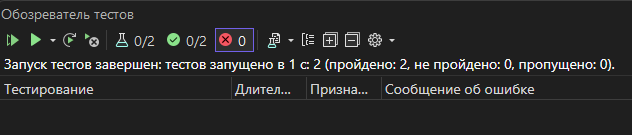 Обозреватель тестов
0/2 0/2 0
Запуск тестов завершен: тестов запущено в 1 с: 2 (пройдено: 2, не пройдено: 0, пропущено: 0).
Тестирование Длител... Призна... Сообщение об ошибке